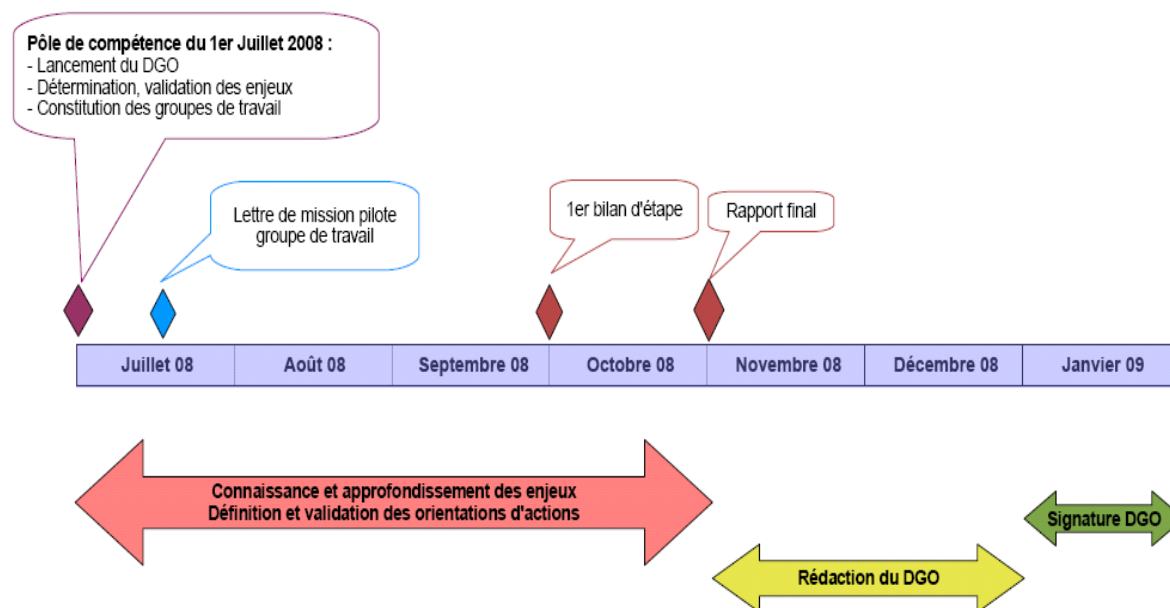 Pôle de compétence du 1er Juillet 2008 :
- Lancement du DGO
- Détermination, validation des enjeux
- Constitution des groupes de travail
Lettre de mission pilote
groupe de travail
1er bilan d'étape
Rapport final
Juillet 08
Août 08
Septembre 08
Octobre 08
Novembre 08
Décembre 08
Janvier 09
Connaissance et approfondissement des enjeux
Définition et validation des orientations d'actions
Signature DGO
Rédaction du DGO